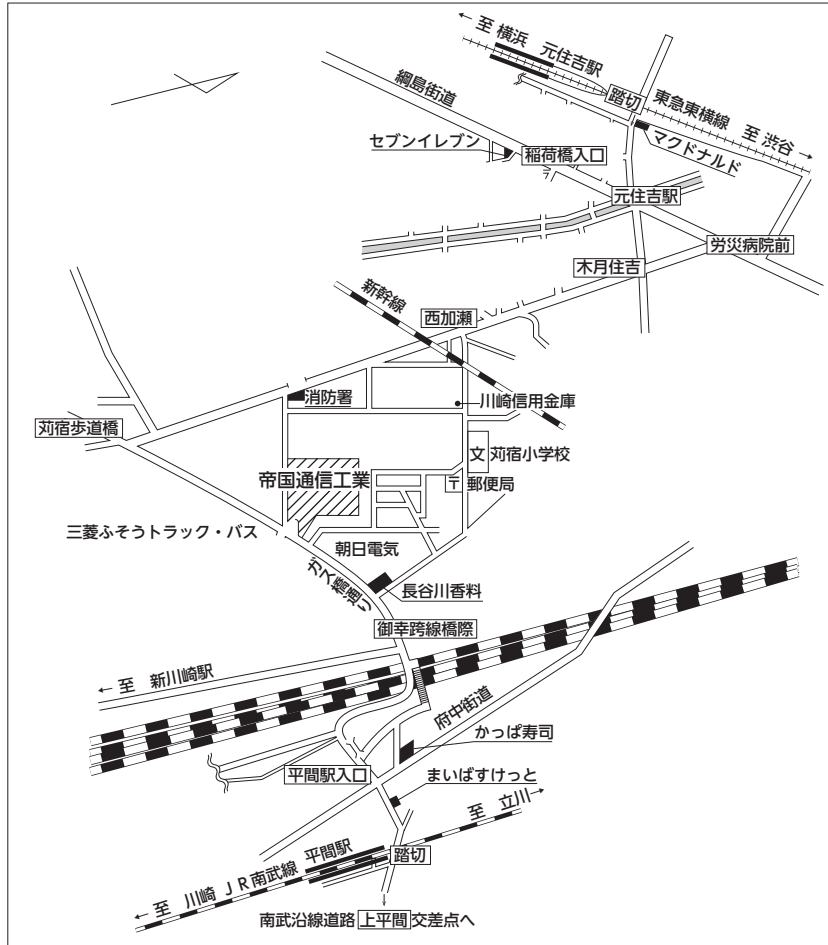 ← 至 横浜 元住吉駅
踏切
東急東横線 至 渋谷 →
綱島街道
セブンイレブン
稲荷橋入口
マクドナルド
元住吉駅
労災病院前
木月住吉
新幹線
西加瀬
消防署
川崎信用金庫
苅宿歩道橋
文 苅宿小学校
帝国通信工業
〒 郵便局
三菱ふそうトラック・バス
朝日電気
ガス橋通り
長谷川香料
御幸跨線橋際
← 至 新川崎駅
府中街道
かっぱ寿司
平間駅入口
まいばすけっと
至 立川 →
平間駅
踏切
← 至 川崎 JR南武線
↓
南武沿線道路 上平間 交差点へ